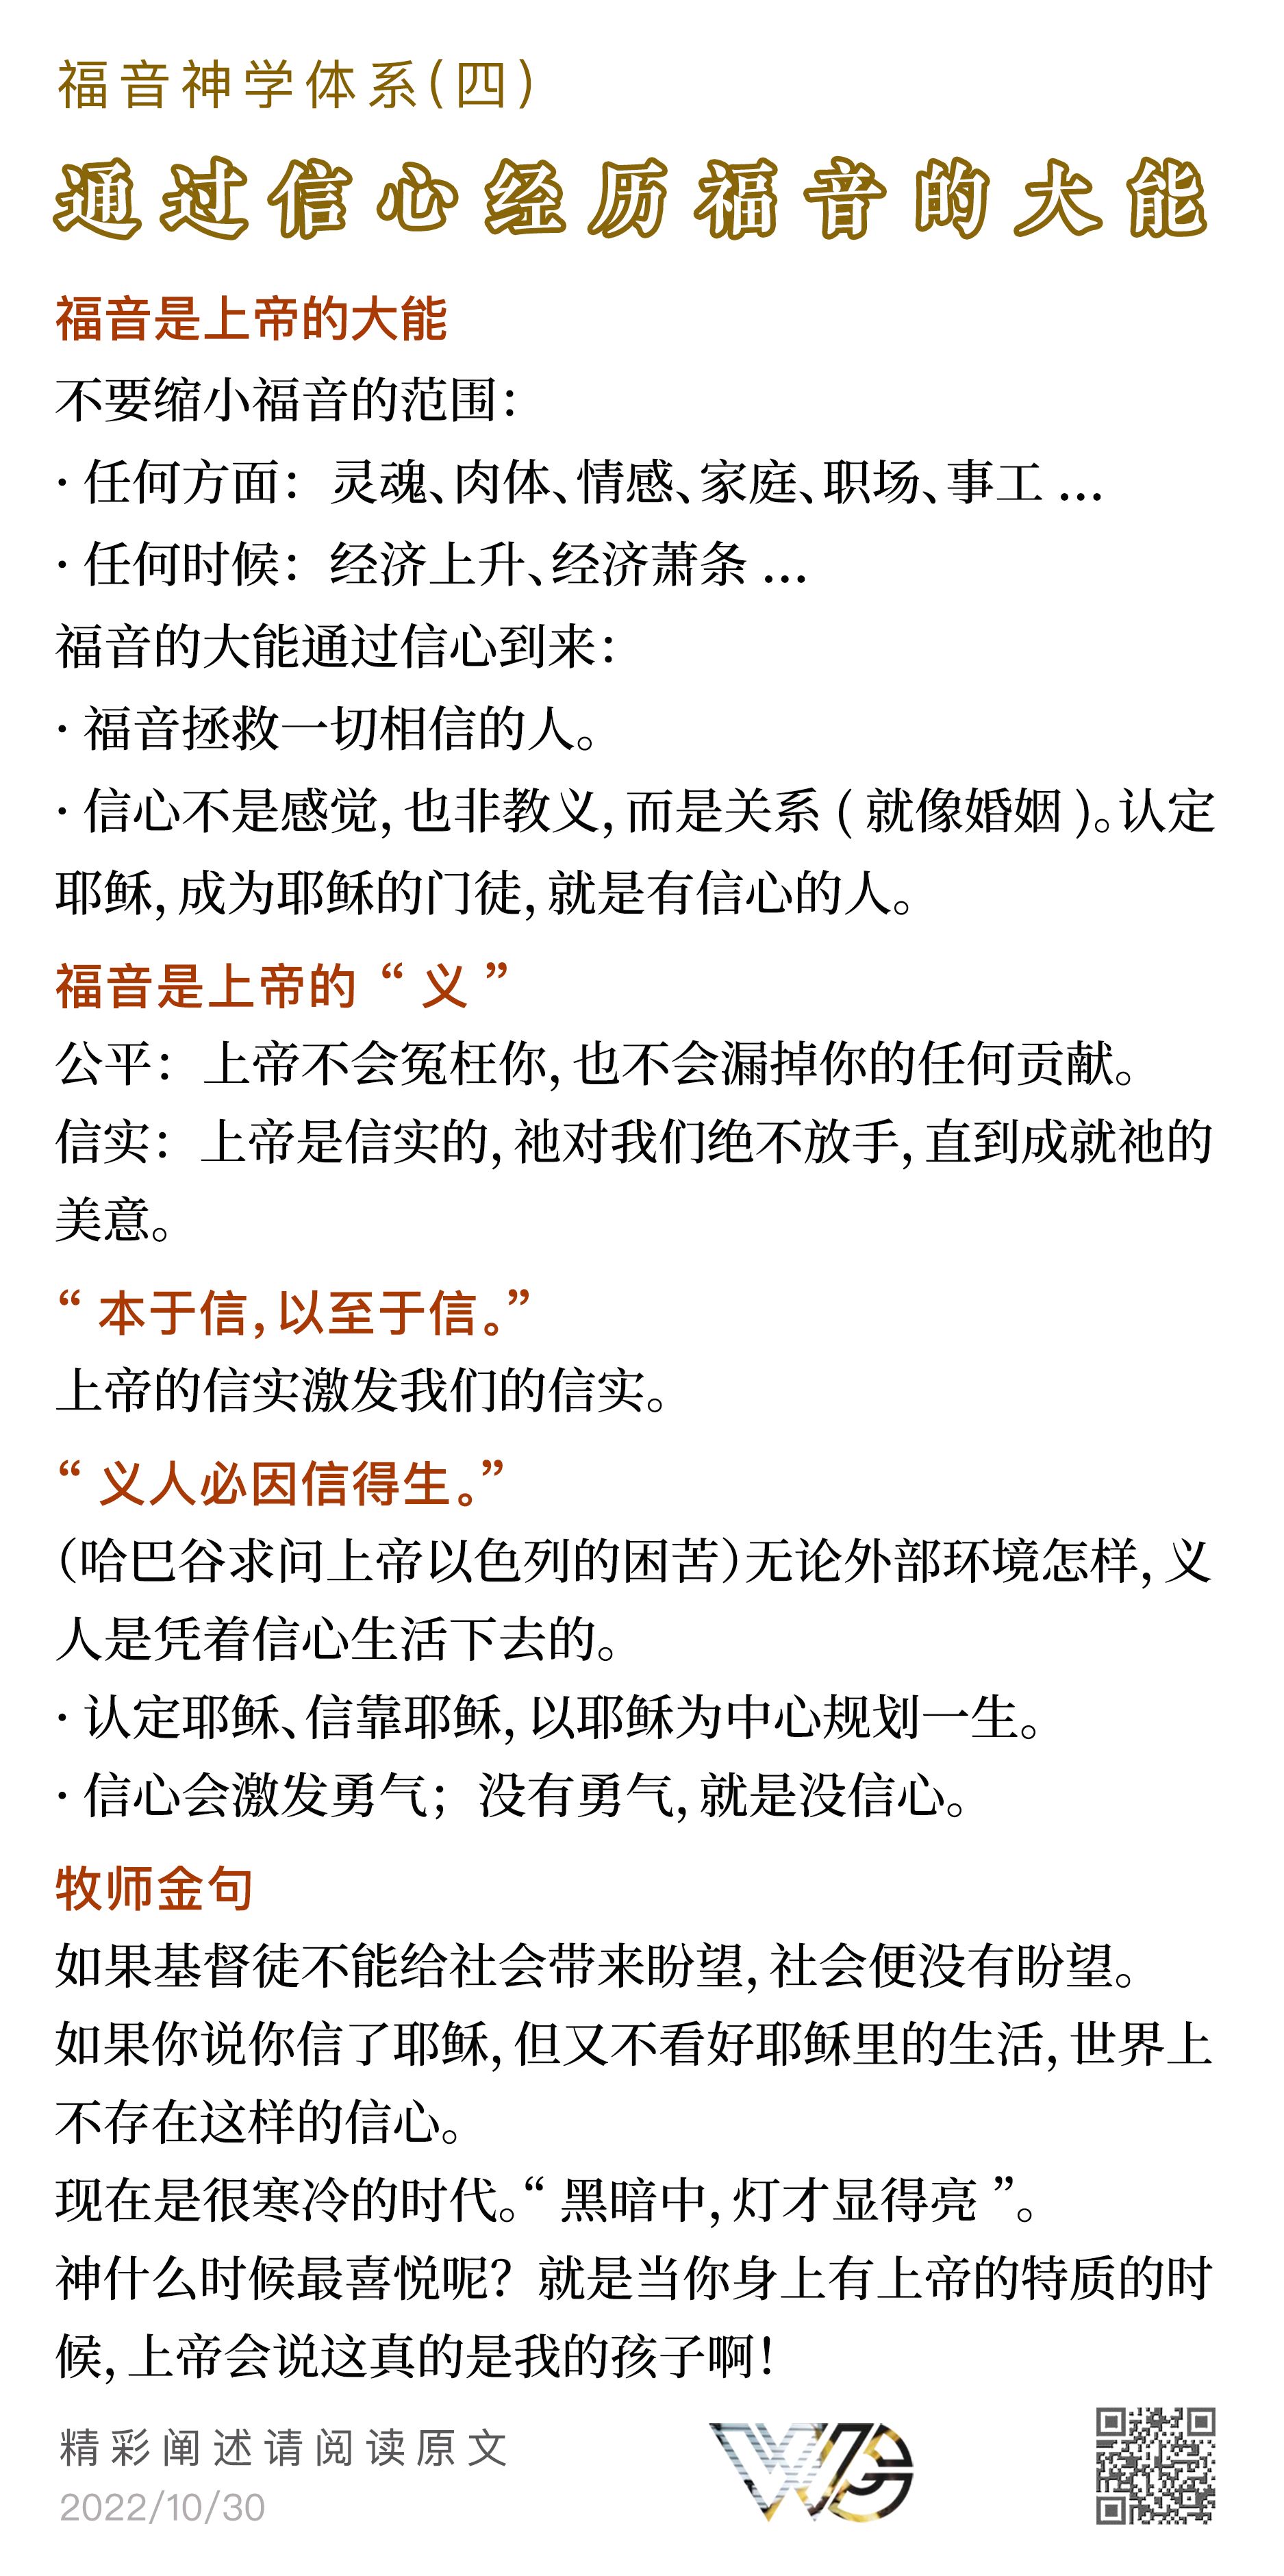 福音神学体系(四)
通过信心经历福音的大能
福音是上帝的大能
不要缩小福音的范围：
· 任何方面：灵魂、肉体、情感、家庭、职场、事工 ...
· 任何时候：经济上升、经济萧条 ...
福音的大能通过信心到来：
· 福音拯救一切相信的人。
· 信心不是感觉，也非教义，而是关系 ( 就像婚姻 )。认定
耶稣，成为耶稣的门徒，就是有信心的人。
福音是上帝的 “ 义 ”
公平：上帝不会冤枉你，也不会漏掉你的任何贡献。
信实：上帝是信实的，祂对我们绝不放手，直到成就祂的
美意。
“ 本于信，以至于信。”
上帝的信实激发我们的信实。
“ 义人必因信得生。”
（哈巴谷求问上帝以色列的困苦）无论外部环境怎样，义
人是凭着信心生活下去的。
· 认定耶稣、信靠耶稣，以耶稣为中心规划一生。
· 信心会激发勇气；没有勇气，就是没信心。
牧师金句
如果基督徒不能给社会带来盼望，社会便没有盼望。
如果你说你信了耶稣，但又不看好耶稣里的生活，世界上
不存在这样的信心。
现在是很寒冷的时代。“ 黑暗中，灯才显得亮 ”。
神什么时候最喜悦呢？就是当你身上有上帝的特质的时
候，上帝会说这真的是我的孩子啊！
精彩阐述请阅读原文
WG
2022/10/30